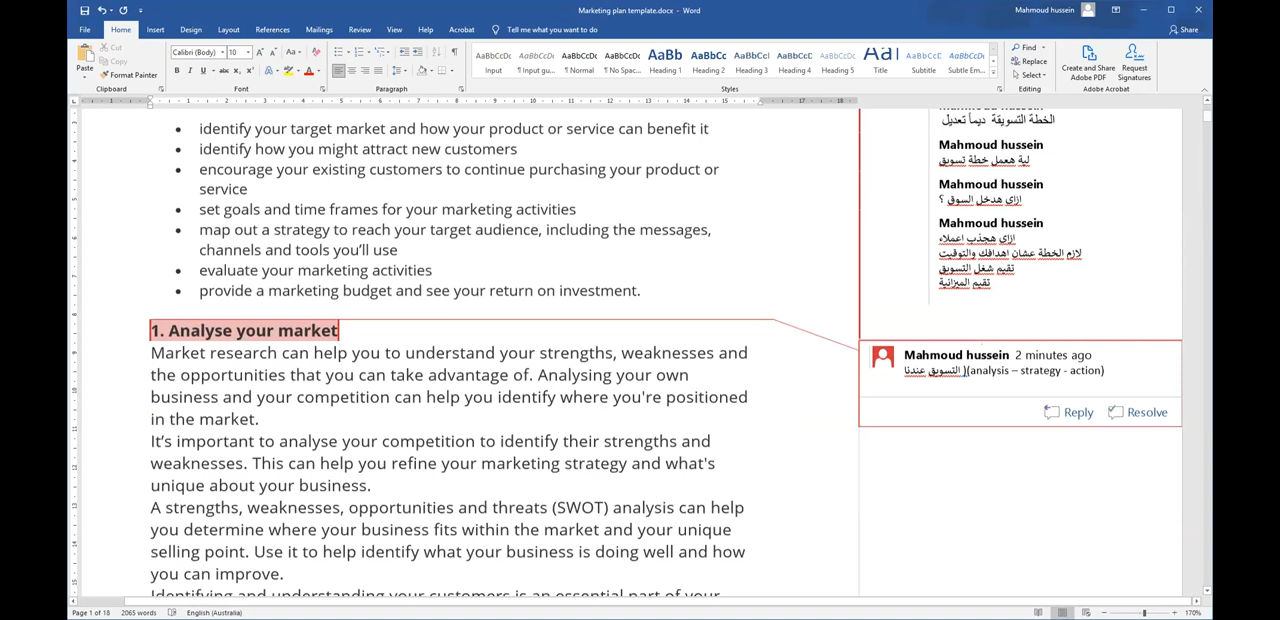 Marketing plan template.docx - Word
Mahmoud hussein
File Home Insert Design Layout References Mailings Review View Help Acrobat Tell me what you want to do Share
Paste
Cut
Copy
Format Painter
Clipboard
Calibri (Body) 10
Font
Paragraph
AaBbCcDc AaBbCcDc AaBbCcDc AaBbCcDc AaBb AaBbCc AaBbCcI AaBbCcDc AaBbCcDc AaI AaBbCcDc AaBbCcDc
Input ¶ Input gu... ¶ Normal ¶ No Spac... Heading 1 Heading 2 Heading 3 Heading 4 Heading 5 Title Subtitle Subtle Em...
Styles
Find
Replace
Select
Editing
Create and Share Adobe PDF
Request Signatures
Adobe Acrobat
• identify your target market and how your product or service can benefit it
• identify how you might attract new customers
• encourage your existing customers to continue purchasing your product or
service
• set goals and time frames for your marketing activities
• map out a strategy to reach your target audience, including the messages,
channels and tools you’ll use
• evaluate your marketing activities
• provide a marketing budget and see your return on investment.
1. Analyse your market
Market research can help you to understand your strengths, weaknesses and
the opportunities that you can take advantage of. Analysing your own
business and your competition can help you identify where you're positioned
in the market.
It’s important to analyse your competition to identify their strengths and
weaknesses. This can help you refine your marketing strategy and what's
unique about your business.
A strengths, weaknesses, opportunities and threats (SWOT) analysis can help
you determine where your business fits within the market and your unique
selling point. Use it to help identify what your business is doing well and how
you can improve.
Identifying and understanding your customers is an essential part of your
Mahmoud hussein
الخطة التسويقة ديماً تعديل
Mahmoud hussein
لية هعمل خطة تسويق
Mahmoud hussein
ازاي هدخل السوق ؟
Mahmoud hussein
ازاي هجذب اعملاء
لازم الخطة عشان اهدافك والتوقيت
تقيم شغل التسويق
تقيم الميزانية
Mahmoud hussein 2 minutes ago
التسويق عندنا )(analysis – strategy - action)
Reply Resolve
Page 1 of 18 2065 words English (Australia) 170%